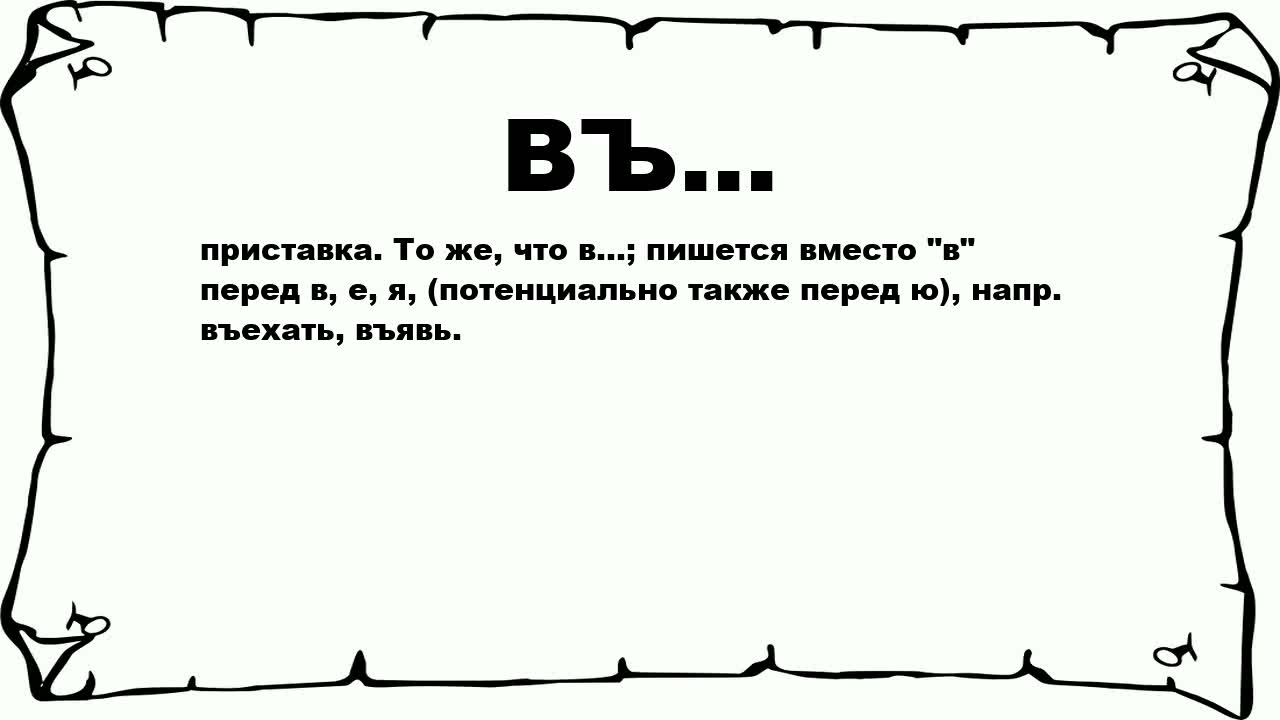 ВЪ...
приставка. То же, что в...; пишется вместо "в"
перед в, е, я, (потенциально также перед ю), напр.
въехать, въявь.